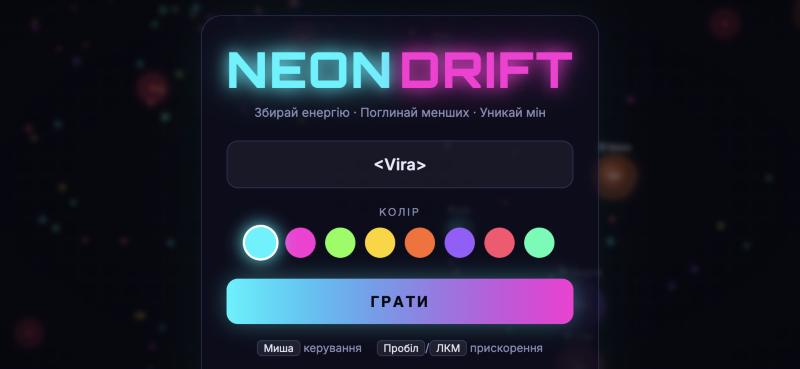 NEON DRIFT
Збирай енергію · Поглинай менших · Уникай мін
<Vira>
КОЛІР
ГРАТИ
Миша керування Пробіл/ЛКМ прискорення